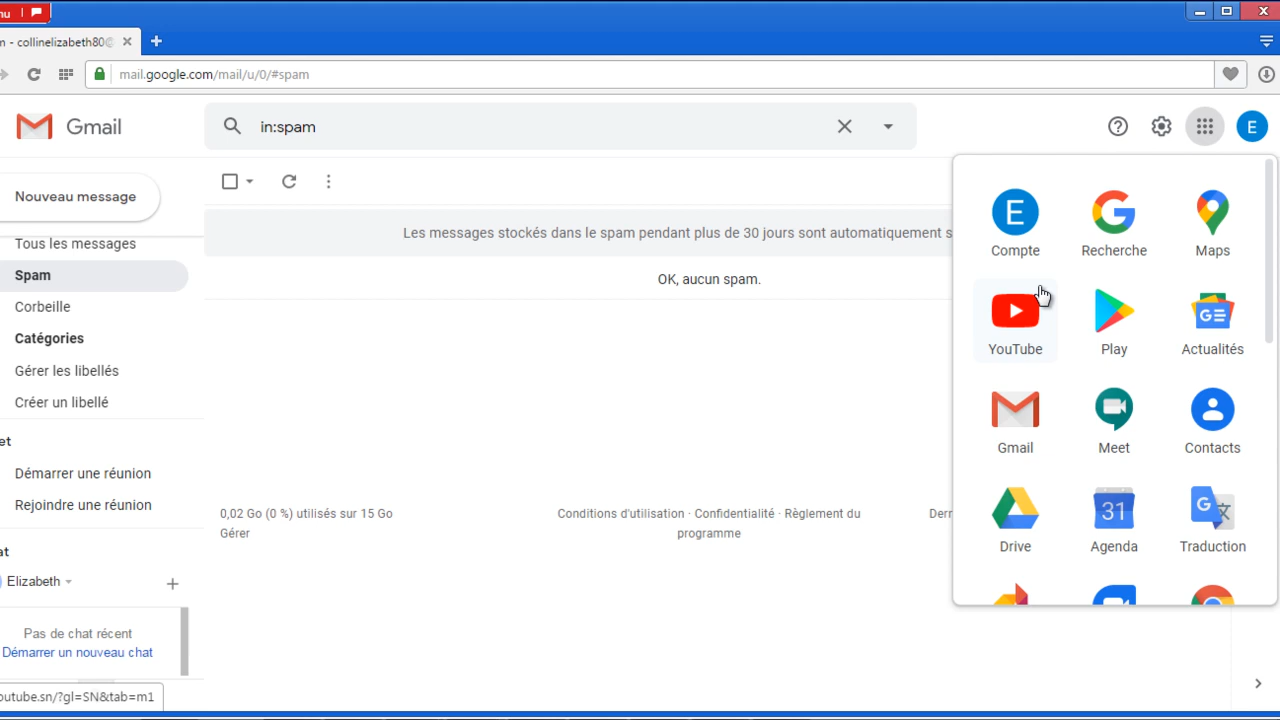 nu
m - collinelizabeth80@
mail.google.com/mail/u/0/#spam
Gmail
in:spam
E
Nouveau message
Tous les messages
Spam
Corbeille
Catégories
Gérer les libellés
Créer un libellé
et
Démarrer une réunion
Rejoindre une réunion
at
Elizabeth
Pas de chat récent
Démarrer un nouveau chat
outube.sn/?gl=SN&tab=m1
Les messages stockés dans le spam pendant plus de 30 jours sont automatiquement s
OK, aucun spam.
0,02 Go (0 %) utilisés sur 15 Go
Gérer
Conditions d'utilisation · Confidentialité · Règlement du
programme
Dern
E
Compte
Recherche
Maps
YouTube
Play
GE
Actualités
Gmail
Meet
Contacts
Drive
31
Agenda
G
Traduction